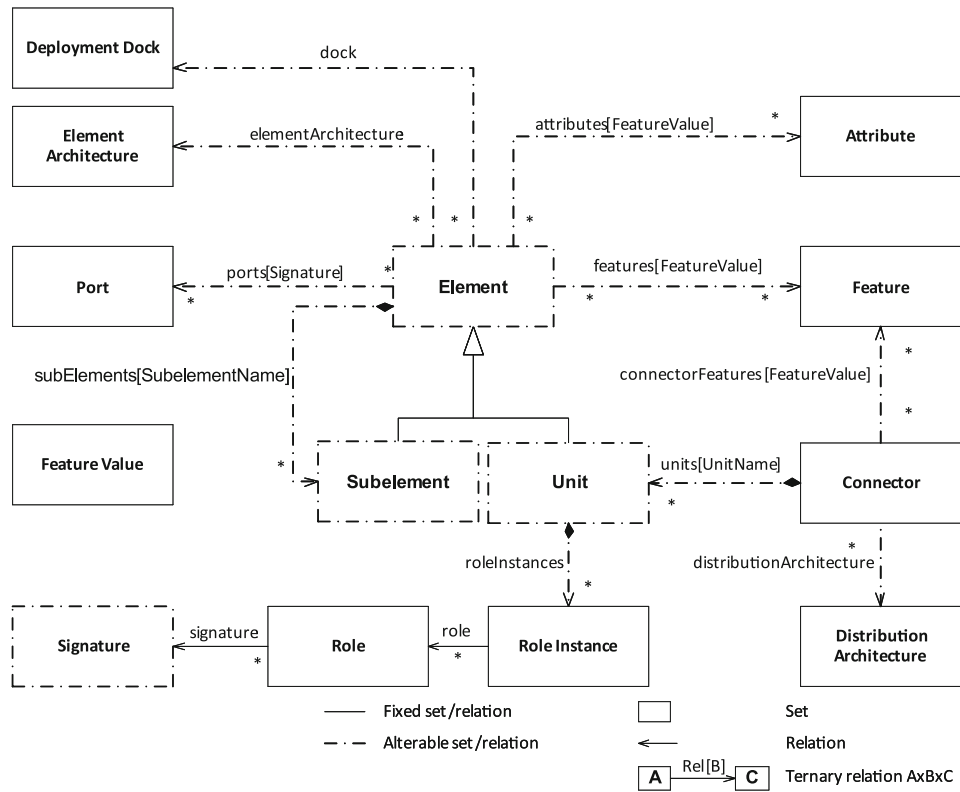 Deployment Dock
dock
Element
Architecture
elementArchitecture
attributes[FeatureValue]
*
Attribute
*
*
*
Port
ports[Signature]
*
*
Element
features[FeatureValue]
*
*
Feature
subElements[SubelementName]
connectorFeatures[FeatureValue]
*
*
Feature Value
*
Subelement
Unit
units[UnitName]
*
Connector
roleInstances
*
distributionArchitecture
*
Signature
signature
*
Role
role
*
Role Instance
Distribution
Architecture
Fixed set/relation
Set
Alterable set/relation
Relation
A
Rel[B]
C
Ternary relation AxBxC